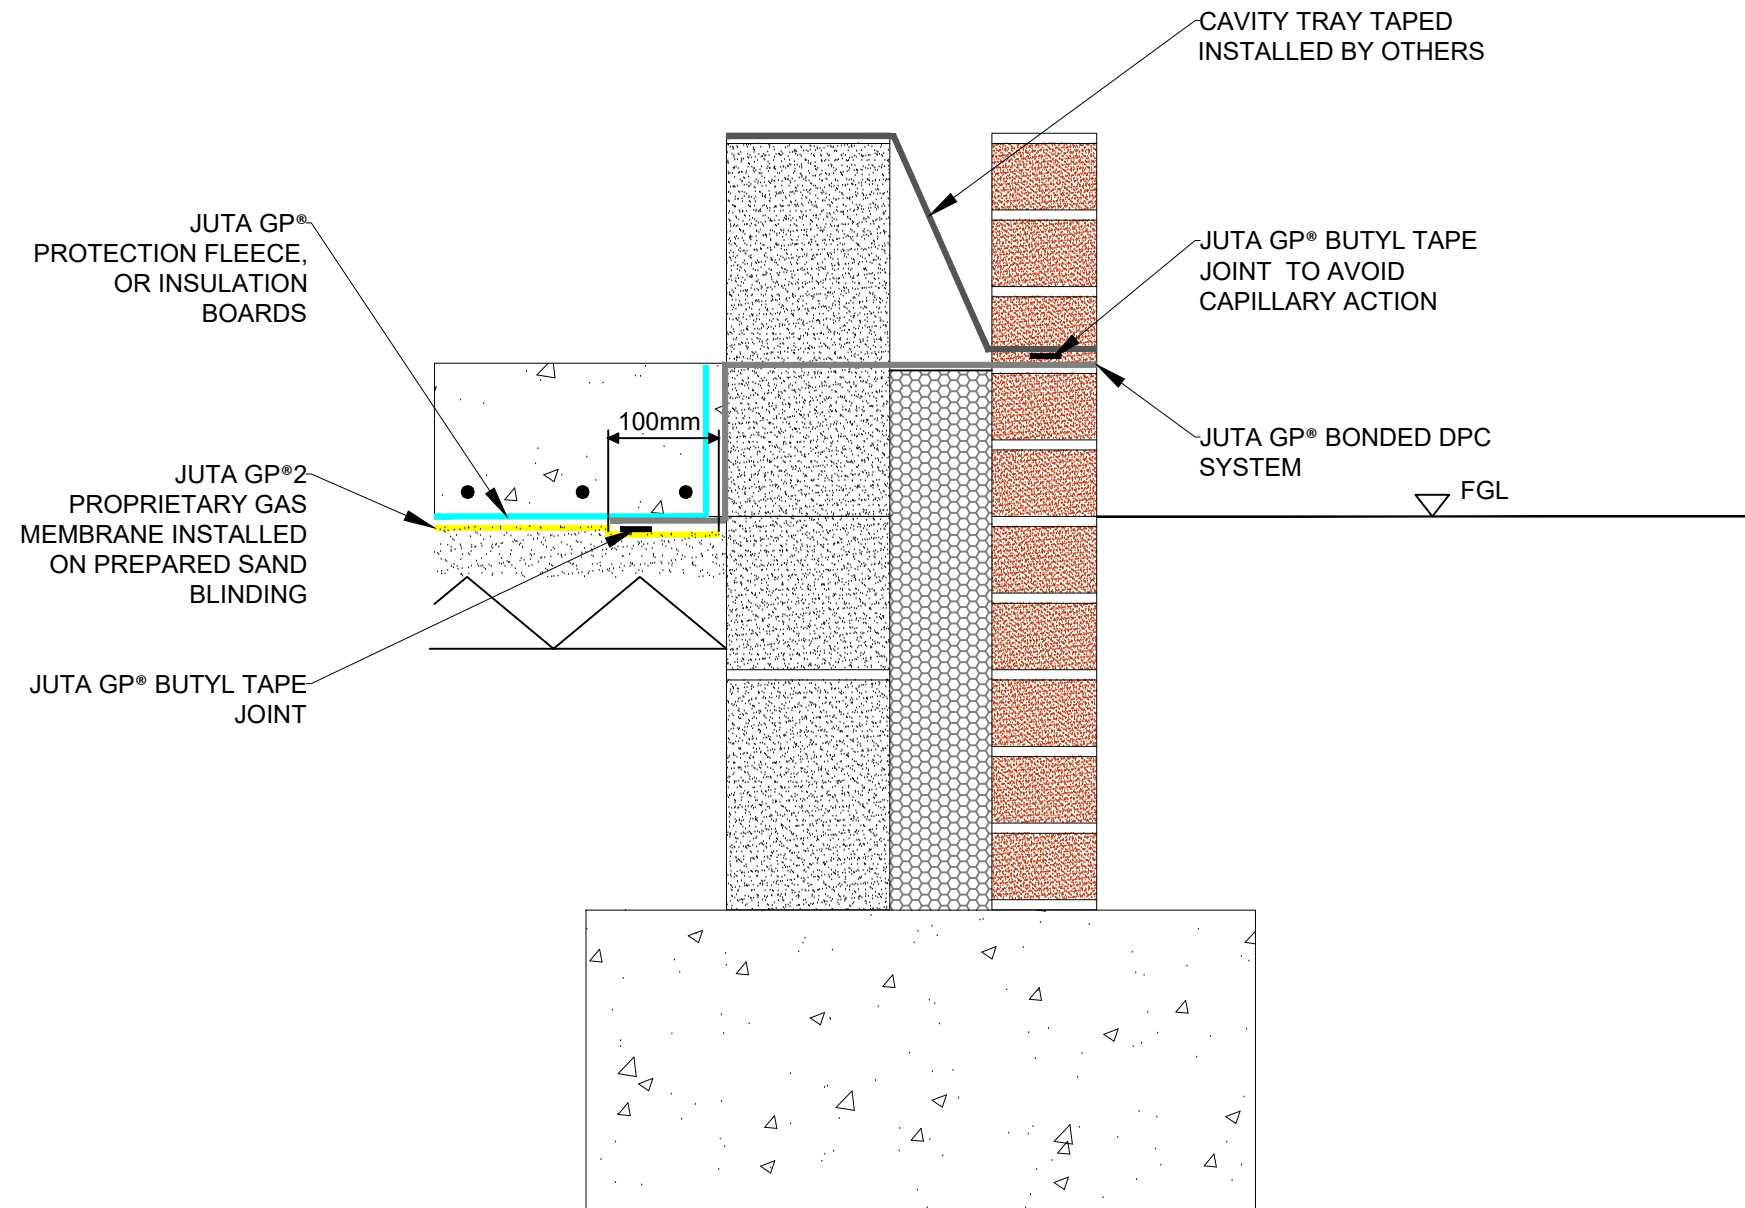 CAVITY TRAY TAPED
INSTALLED BY OTHERS
JUTA GP®
PROTECTION FLEECE,
OR INSULATION
BOARDS
JUTA GP® BUTYL TAPE
JOINT TO AVOID
CAPILLARY ACTION
100mm
JUTA GP® BONDED DPC
SYSTEM
JUTA GP®2
PROPRIETARY GAS
MEMBRANE INSTALLED
ON PREPARED SAND
BLINDING
FGL
JUTA GP® BUTYL TAPE
JOINT